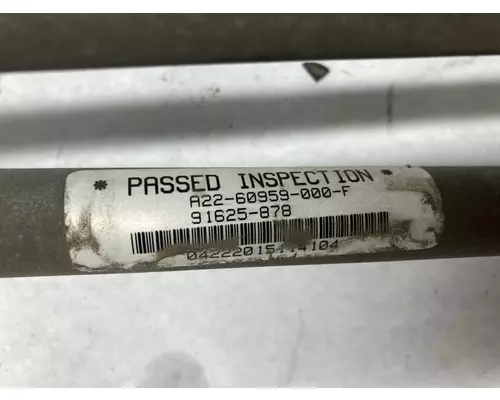 * PASSED INSPECTION *
A22-60959-000-F
91625-878